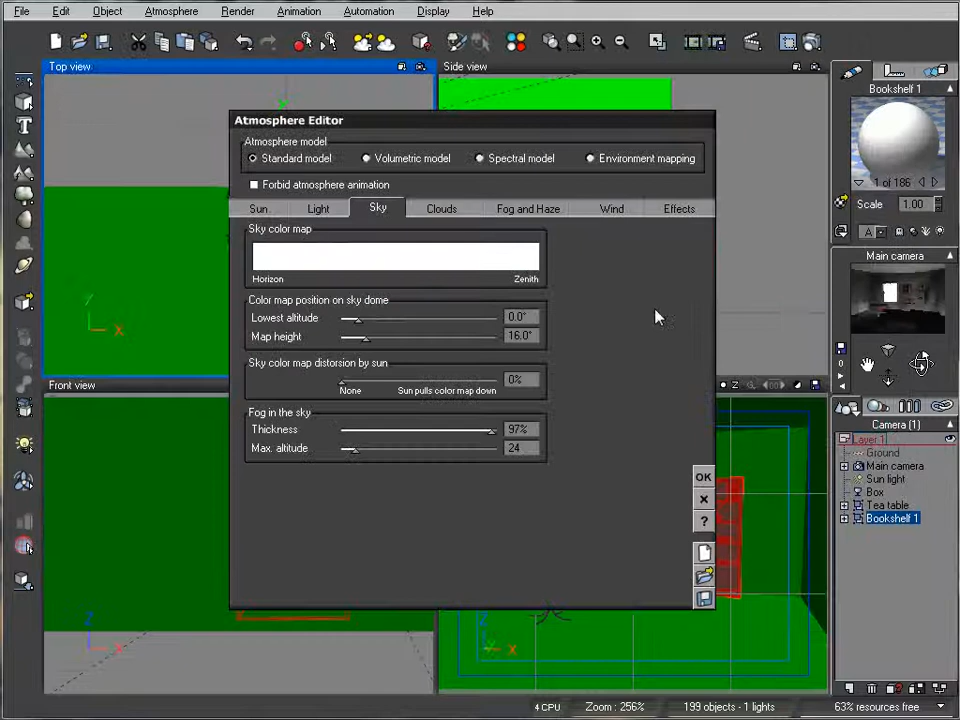 File Edit Object Atmosphere Render Animation Automation Display Help
Top view
Side view
Bookshelf 1
1 of 186
Scale 1.00
A
Main camera
0
Atmosphere Editor
Atmosphere model
Standard model Volumetric model Spectral model Environment mapping
Forbid atmosphere animation
Sun Light Sky Clouds Fog and Haze Wind Effects
Sky color map
Horizon Zenith
Color map position on sky dome
Lowest altitude 0.0°
Map height 16.0°
Sky color map distorsion by sun
0%
None Sun pulls color map down
Fog in the sky
Thickness 97%
Max. altitude 24
OK
?
Y
X
Front view
Z
X
Z
Y
X
Camera (1)
Layer 1
Ground
Main camera
Sun light
Box
Tea table
Bookshelf 1
4 CPU Zoom : 256% 199 objects - 1 lights 63% resources free